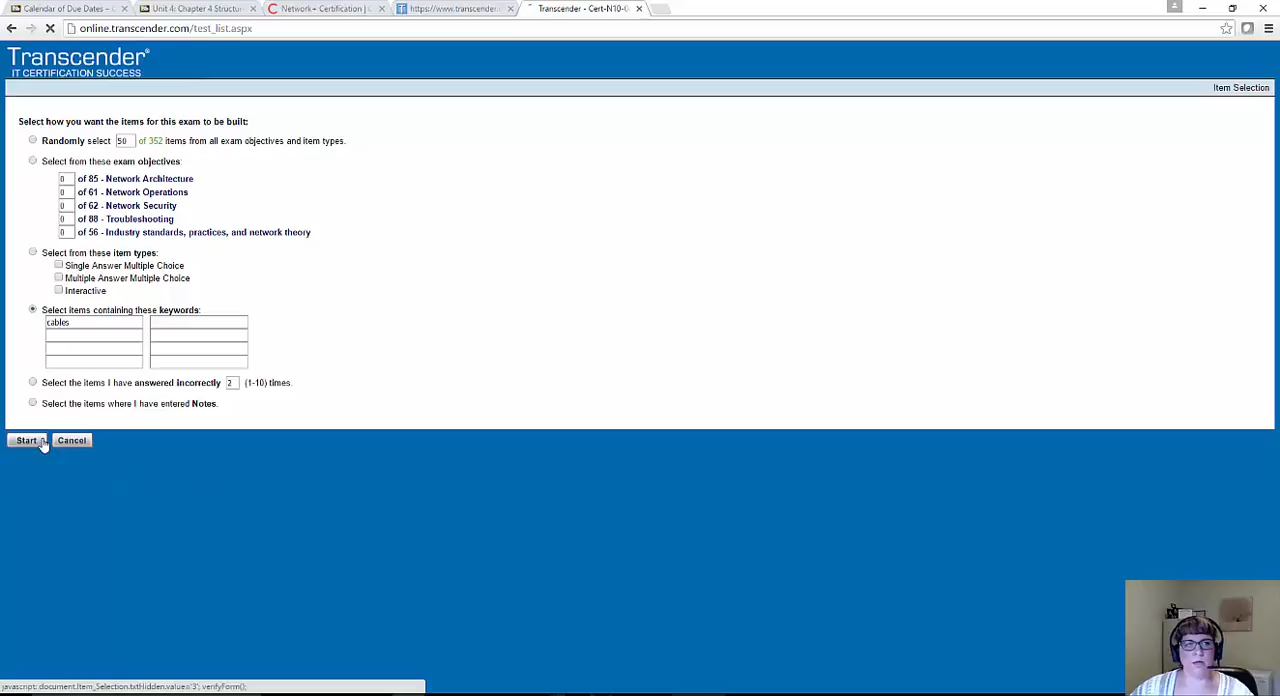 Calendar of Due Dates – C
Unit 4: Chapter 4 Structur
Network+ Certification | C
https://www.transcender.
Transcender - Cert-N10-0
online.transcender.com/test_list.aspx
Transcender®
IT CERTIFICATION SUCCESS
Item Selection
Select how you want the items for this exam to be built:
Randomly select 50 of 352 items from all exam objectives and item types.
Select from these exam objectives:
0 of 85 - Network Architecture
0 of 61 - Network Operations
0 of 62 - Network Security
0 of 88 - Troubleshooting
0 of 56 - Industry standards, practices, and network theory
Select from these item types:
Single Answer Multiple Choice
Multiple Answer Multiple Choice
Interactive
Select items containing these keywords:
cables
Select the items I have answered incorrectly 2 (1-10) times.
Select the items where I have entered Notes.
Start
Cancel
javascript: document.Item_Selection.txtHidden.value='3'; verifyForm();